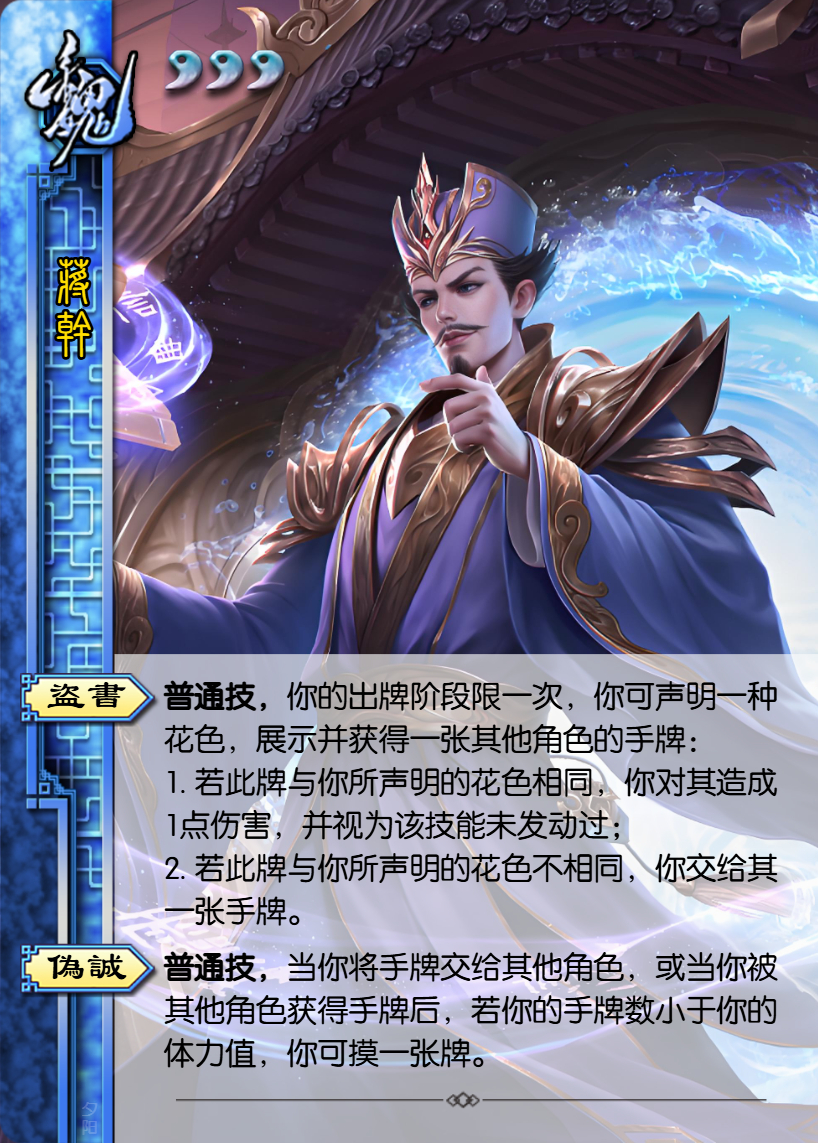 魏
蔣幹
盜書
普通技，你的出牌阶段限一次，你可声明一种
花色，展示并获得一张其他角色的手牌：
1. 若此牌与你所声明的花色相同，你对其造成
1点伤害，并视为该技能未发动过；
2. 若此牌与你所声明的花色不相同，你交给其
一张手牌。
偽誠
普通技，当你将手牌交给其他角色，或当你被
其他角色获得手牌后，若你的手牌数小于你的
体力值，你可摸一张牌。
夕阳